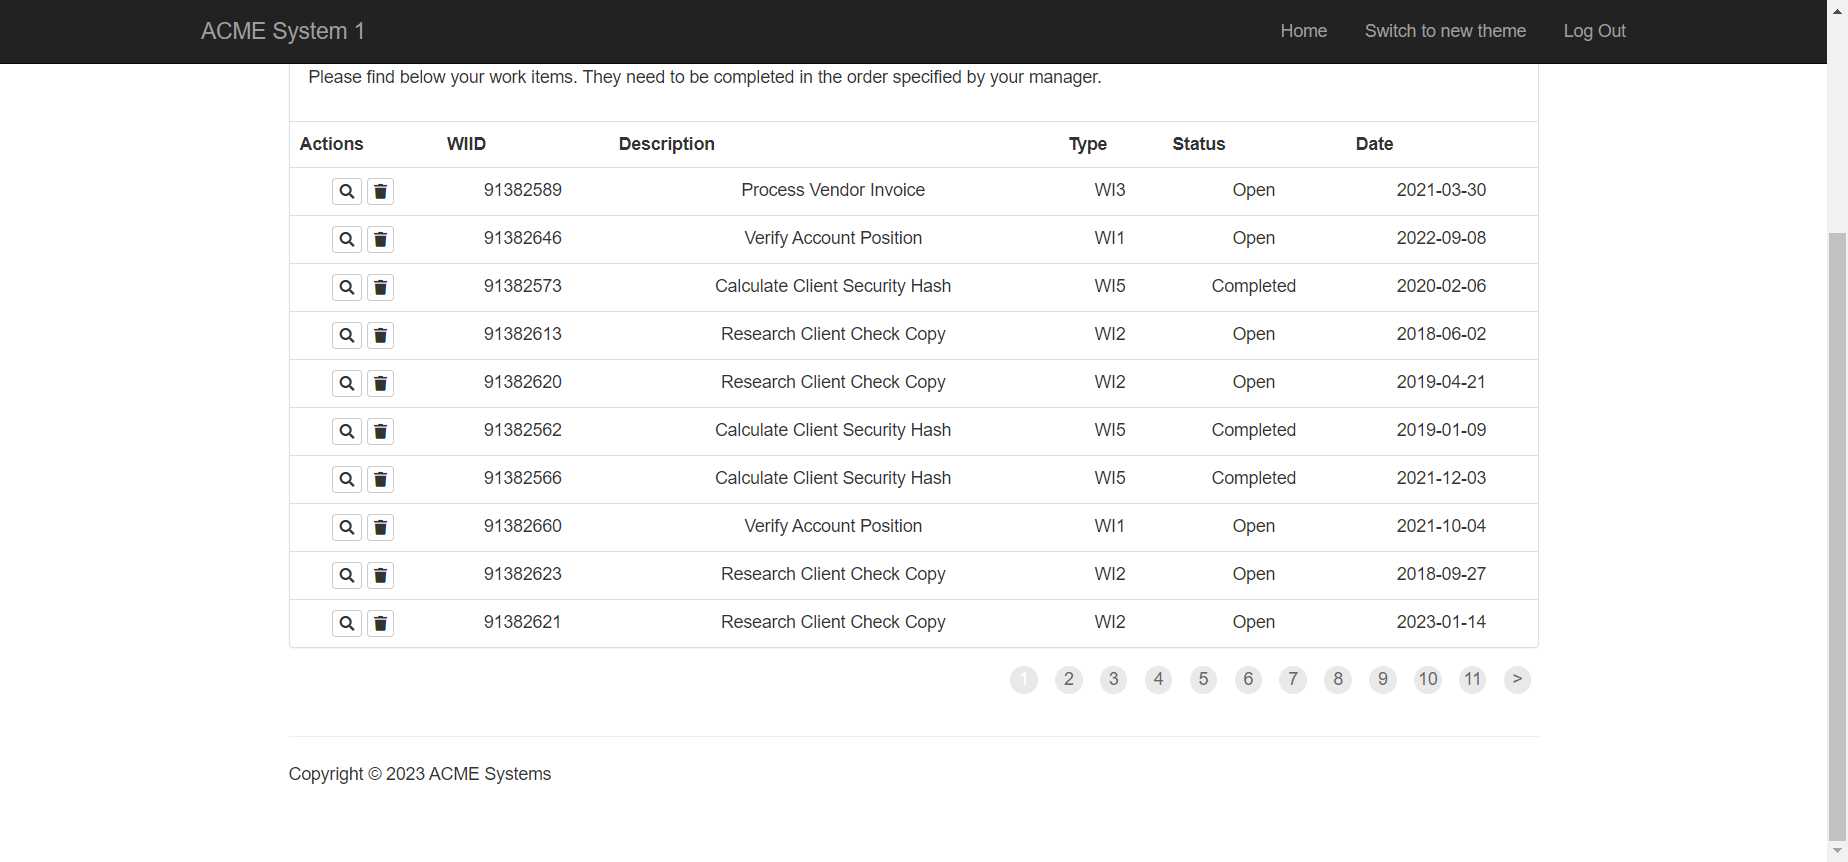 ACME System 1 Home Switch to new theme Log Out
Please find below your work items. They need to be completed in the order specified by your manager.
Actions WIID Description Type Status Date
91382589 Process Vendor Invoice WI3 Open 2021-03-30
91382646 Verify Account Position WI1 Open 2022-09-08
91382573 Calculate Client Security Hash WI5 Completed 2020-02-06
91382613 Research Client Check Copy WI2 Open 2018-06-02
91382620 Research Client Check Copy WI2 Open 2019-04-21
91382562 Calculate Client Security Hash WI5 Completed 2019-01-09
91382566 Calculate Client Security Hash WI5 Completed 2021-12-03
91382660 Verify Account Position WI1 Open 2021-10-04
91382623 Research Client Check Copy WI2 Open 2018-09-27
91382621 Research Client Check Copy WI2 Open 2023-01-14
1 2 3 4 5 6 7 8 9 10 11 >
Copyright © 2023 ACME Systems